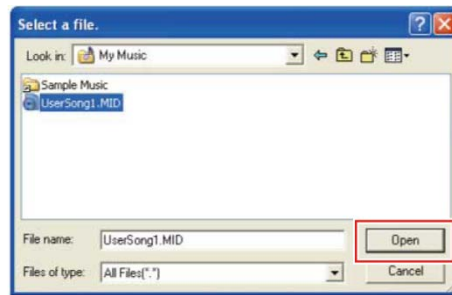 Select a file.
Look in: My Music
Sample Music
UserSong1.MID
File name: UserSong1.MID
Open
Files of type: All Files(*.*)
Cancel